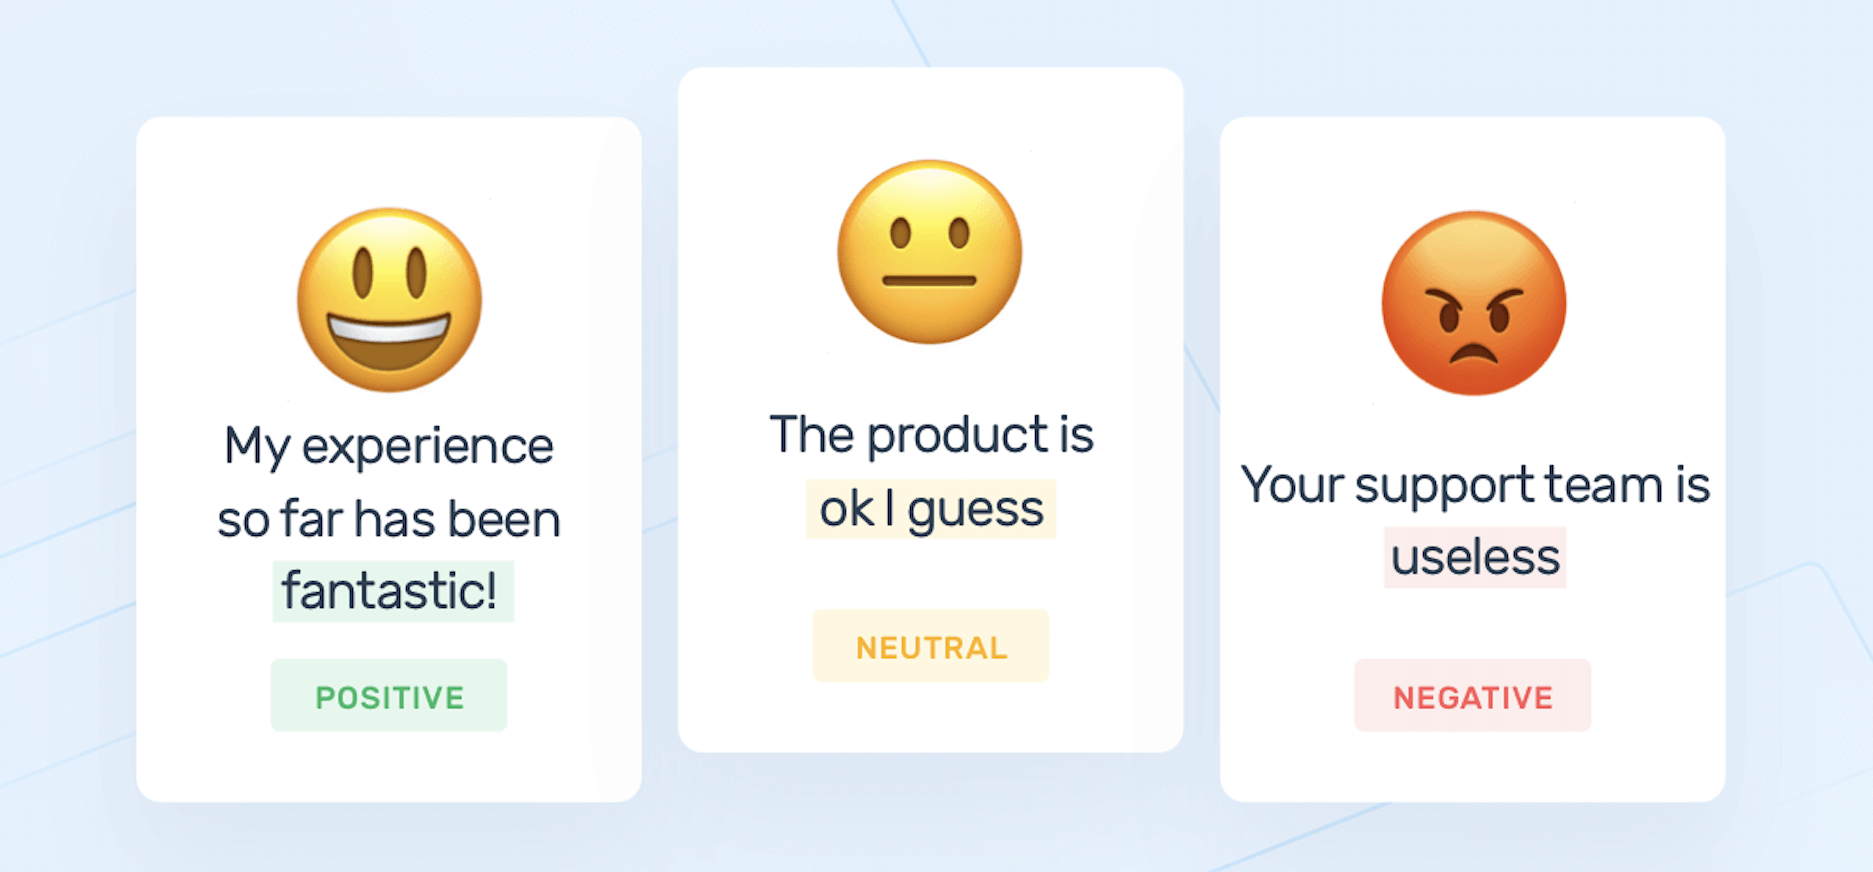 My experience
so far has been
fantastic!
POSITIVE
The product is
ok I guess
NEUTRAL
Your support team is
useless
NEGATIVE